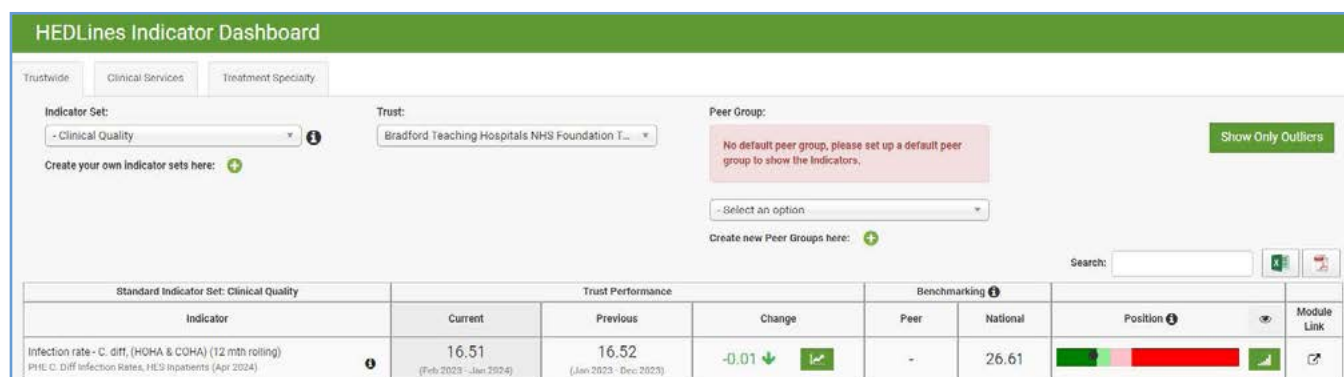 HEDLines Indicator Dashboard
Trustwide Clinical Services Treatment Specialty
Indicator Set: Trust: Peer Group:
- Clinical Quality Bradford Teaching Hospitals NHS Foundation T...
No default peer group, please set up a default peer
group to show the Indicators.
Show Only Outliers
Create your own indicator sets here:
- Select an option
Create new Peer Groups here:
Search:
Standard Indicator Set: Clinical Quality Trust Performance Benchmarking
Indicator Current Previous Change Peer National Position Module
Link
Infection rate - C. diff, (HOHA & COHA) (12 mth rolling) 16.51 16.52 -0.01 - 26.61
PHE C. Diff Infection Rates, HES Inpatients (Apr 2024) (Feb 2023 - Jan 2024) (Jan 2023 - Dec 2023)